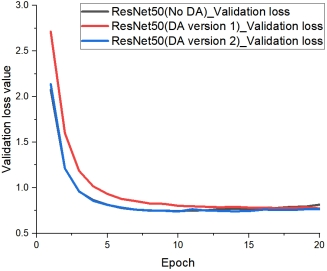 ResNet50(No DA)_Validation loss
ResNet50(DA version 1)_Validation loss
ResNet50(DA version 2)_Validation loss
3.0
2.5
2.0
1.5
1.0
0.5
Validation loss value
0
5
10
15
20
Epoch